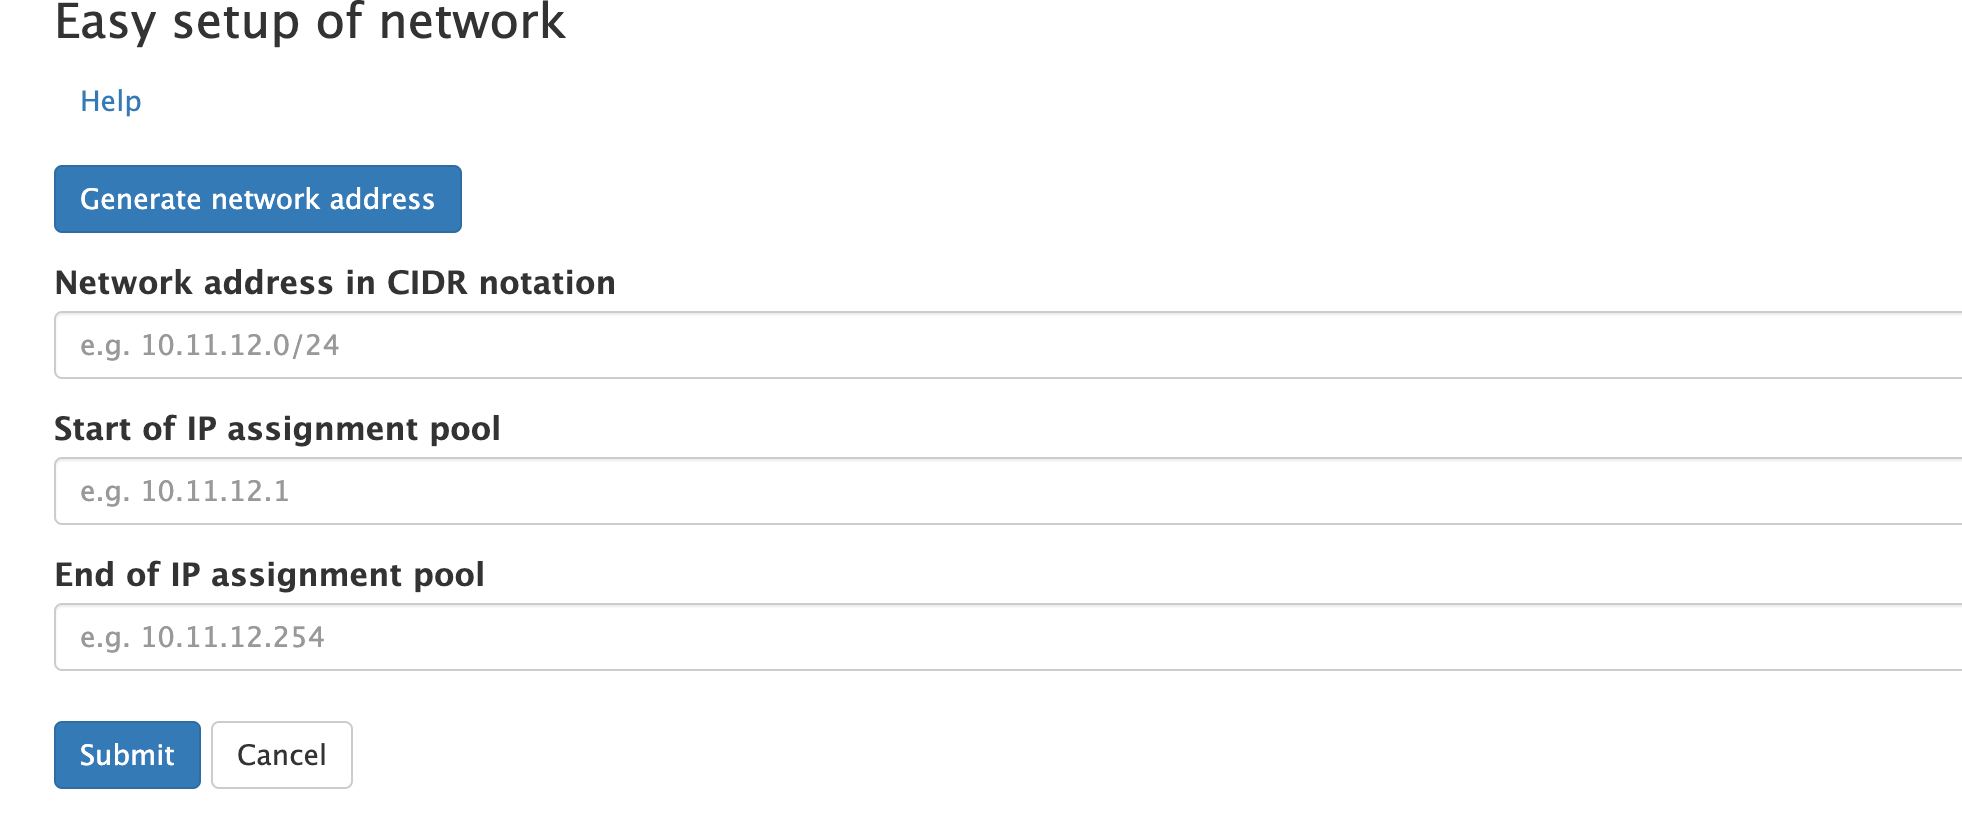 Easy setup of network
Help
Generate network address
Network address in CIDR notation
e.g. 10.11.12.0/24
Start of IP assignment pool
e.g. 10.11.12.1
End of IP assignment pool
e.g. 10.11.12.254
Submit Cancel